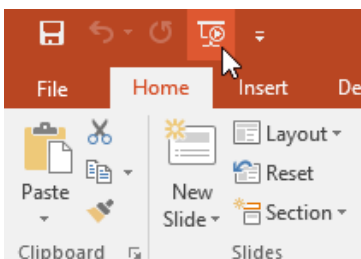 File Home Insert De
Layout
Reset
Paste New
Slide Section
Clipboard Slides